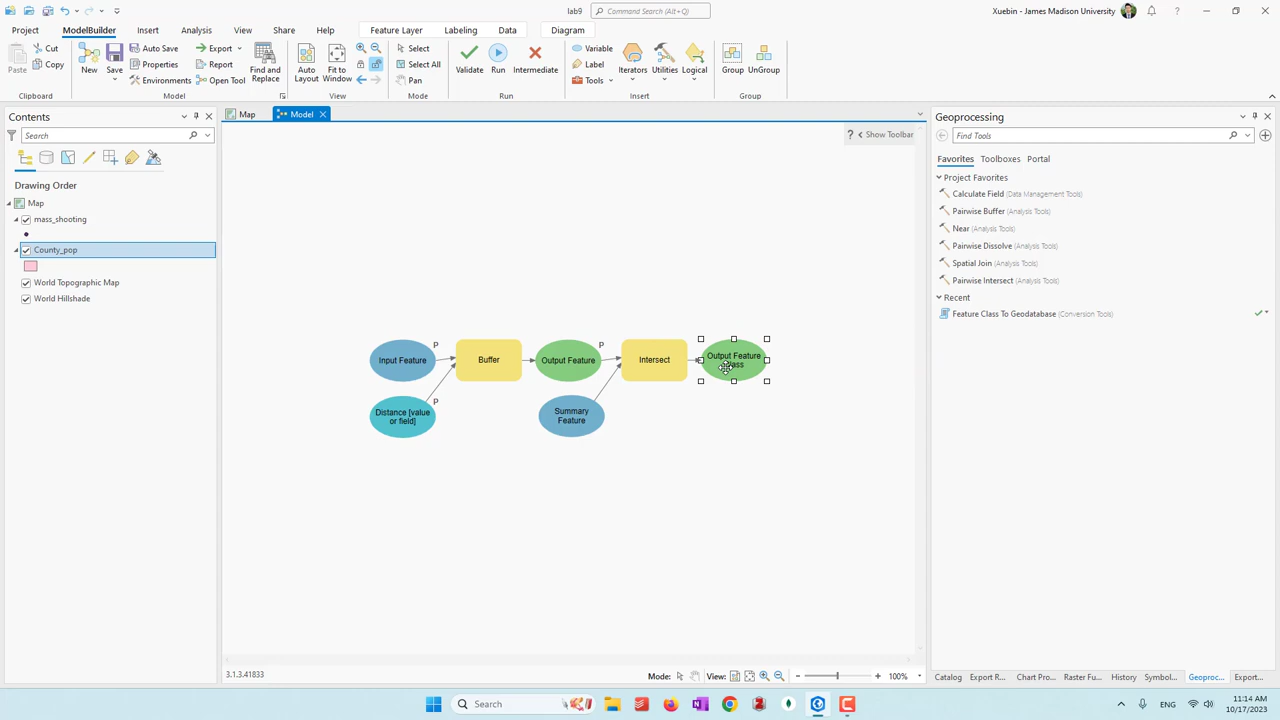 lab9
Command Search (Alt+Q)
Xuebin - James Madison University
Project
ModelBuilder
Insert
Analysis
View
Share
Help
Feature Layer
Labeling
Data
Diagram
Paste
Cut
Copy
Clipboard
New
Save
Auto Save
Properties
Environments
Export
Report
Open Tool
Find and
Replace
Model
Auto
Layout
Fit to
Window
View
Select
Select All
Pan
Mode
Validate
Run
Intermediate
Run
Variable
Label
Tools
Iterators
Utilities
Logical
Insert
Group
UnGroup
Group
Contents
Search
Drawing Order
Map
mass_shooting
County_pop
World Topographic Map
World Hillshade
Map
Model
Show Toolbar
Input Feature
P
Buffer
Output Feature
P
Intersect
Output Feature
Class
Distance [value
or field]
P
Summary
Feature
3.1.3.41833
Mode:
View:
100%
Geoprocessing
Find Tools
Favorites
Toolboxes
Portal
Project Favorites
Calculate Field (Data Management Tools)
Pairwise Buffer (Analysis Tools)
Near (Analysis Tools)
Pairwise Dissolve (Analysis Tools)
Spatial Join (Analysis Tools)
Pairwise Intersect (Analysis Tools)
Recent
Feature Class To Geodatabase (Conversion Tools)
Catalog
Export R...
Chart Pro...
Raster Fu...
History
Symbol...
Geoproc...
Export...
Search
ENG
11:14 AM
10/17/2023